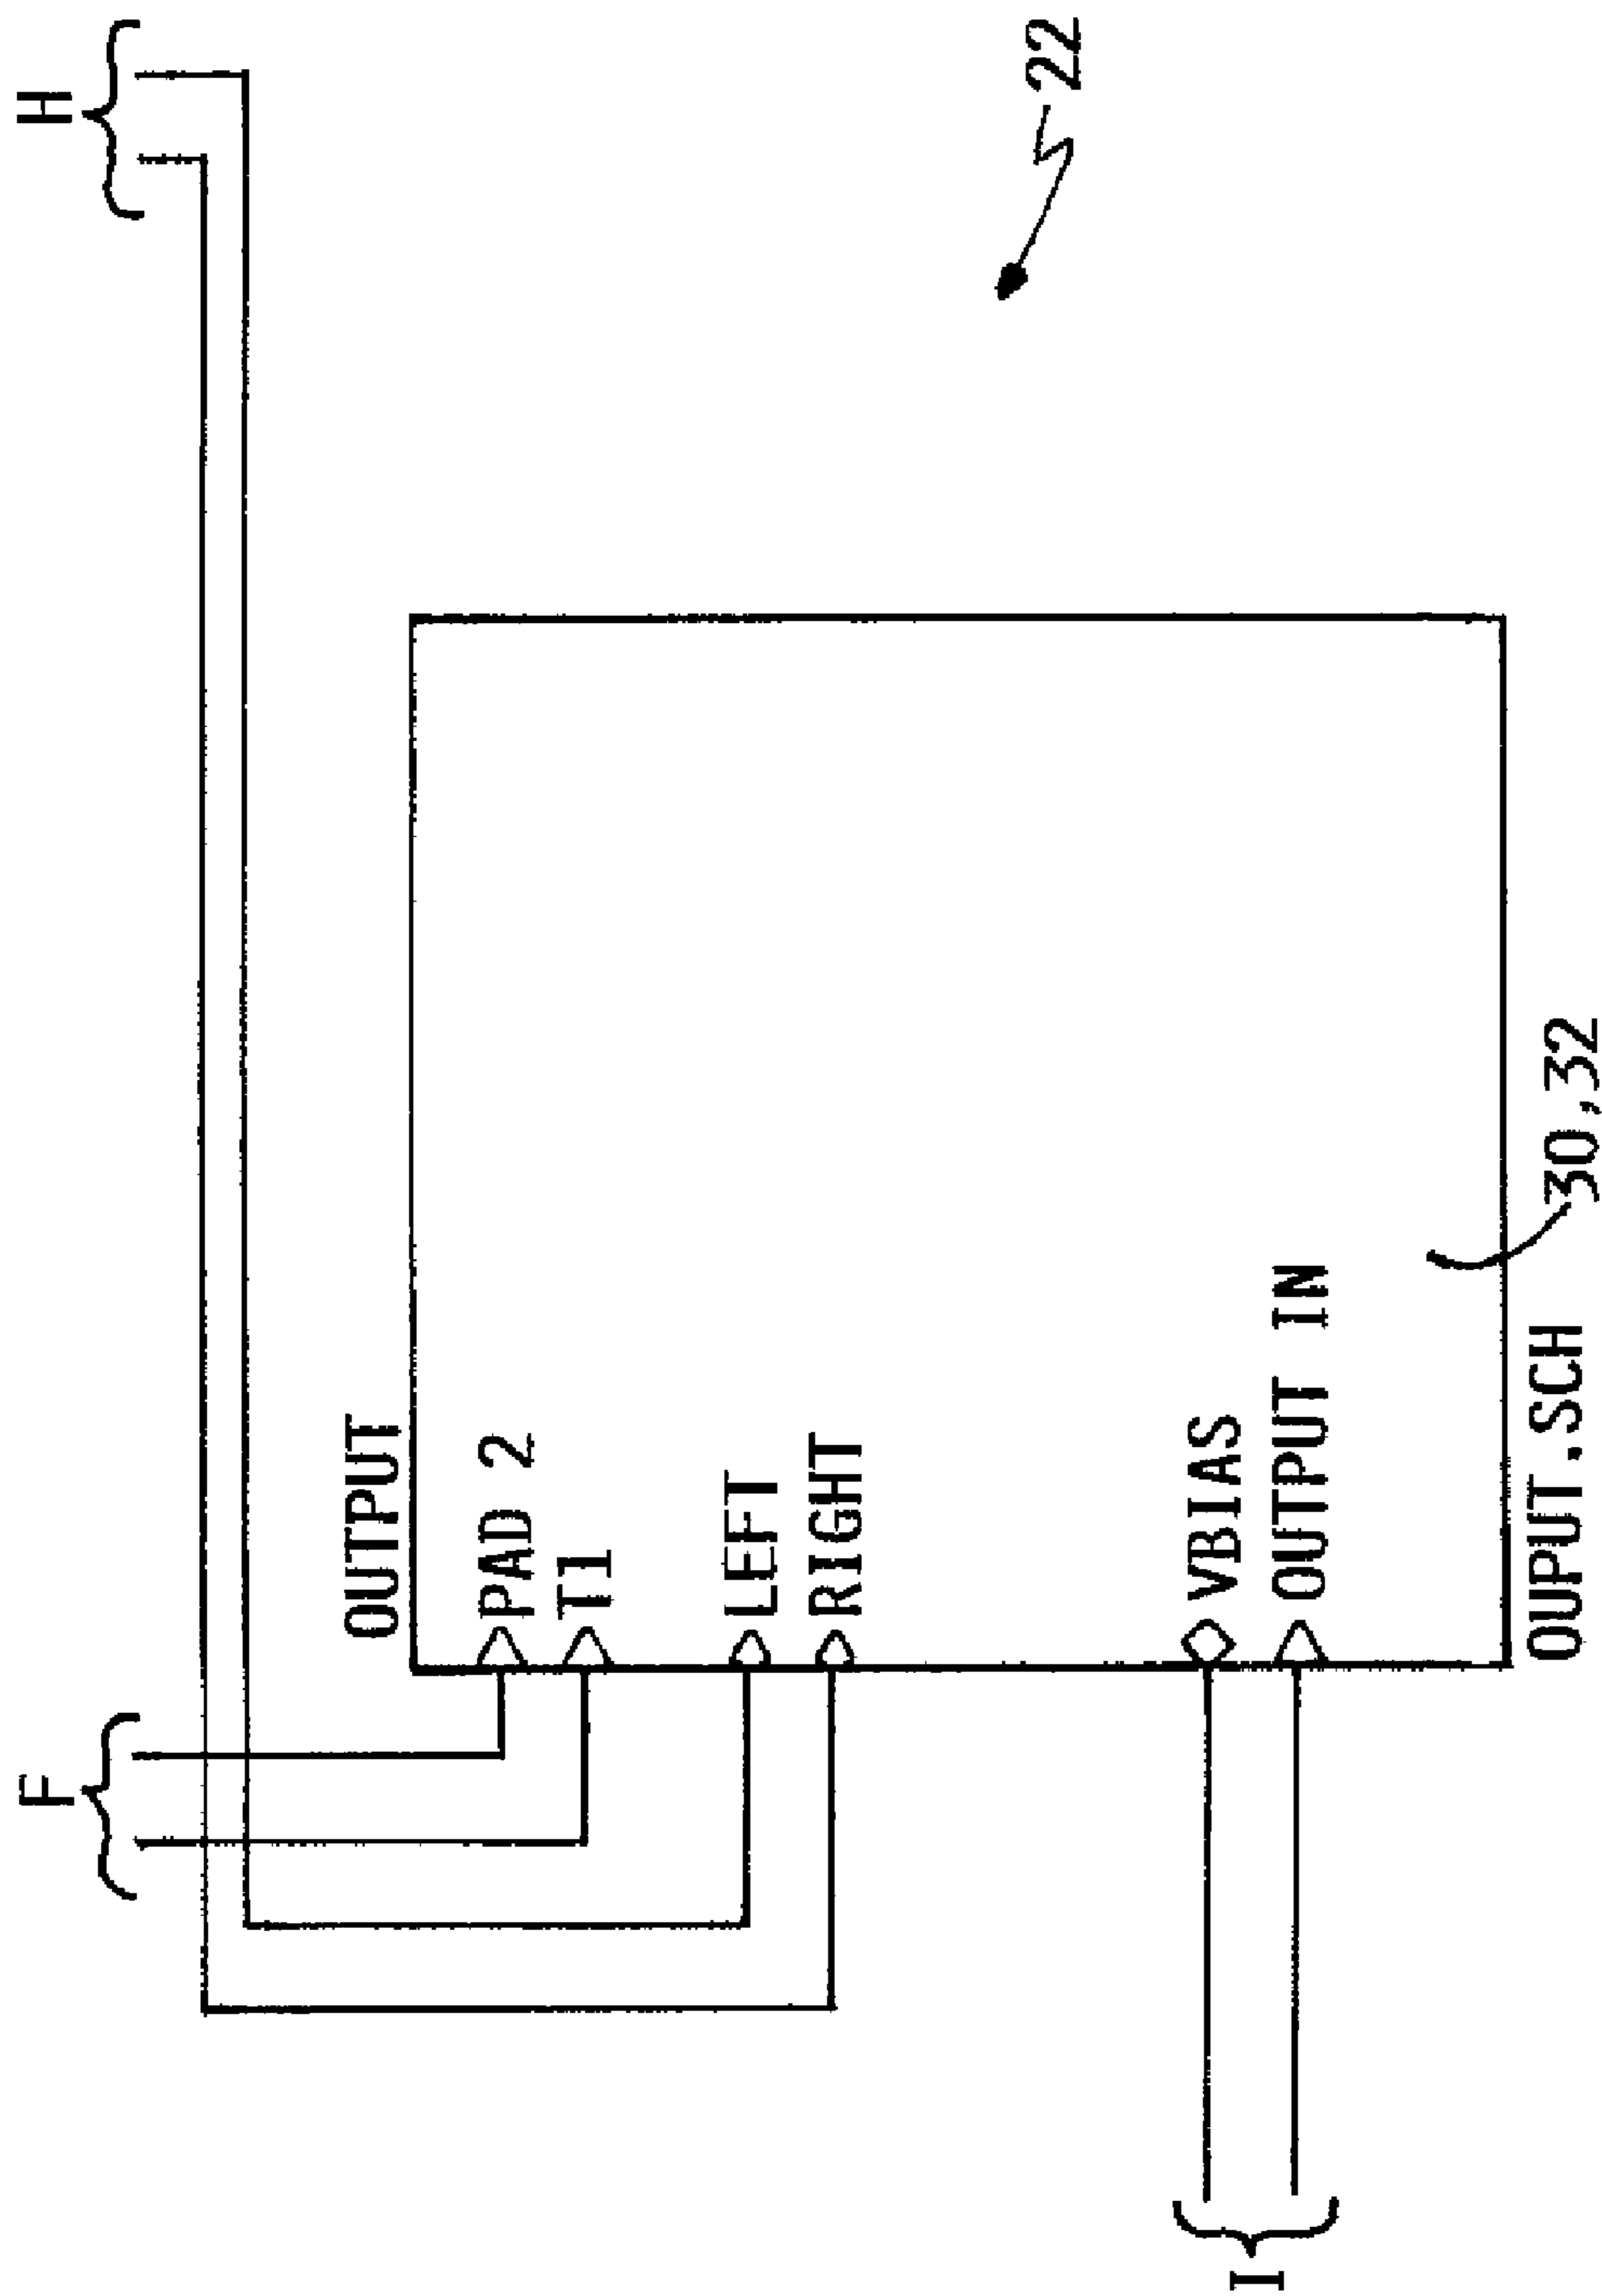 F
H
OUTPUT
PAD 2
T1
LEFT
RIGHT
22
VBIAS
OUTPUT IN
I
30,32
OUPUT.SCH